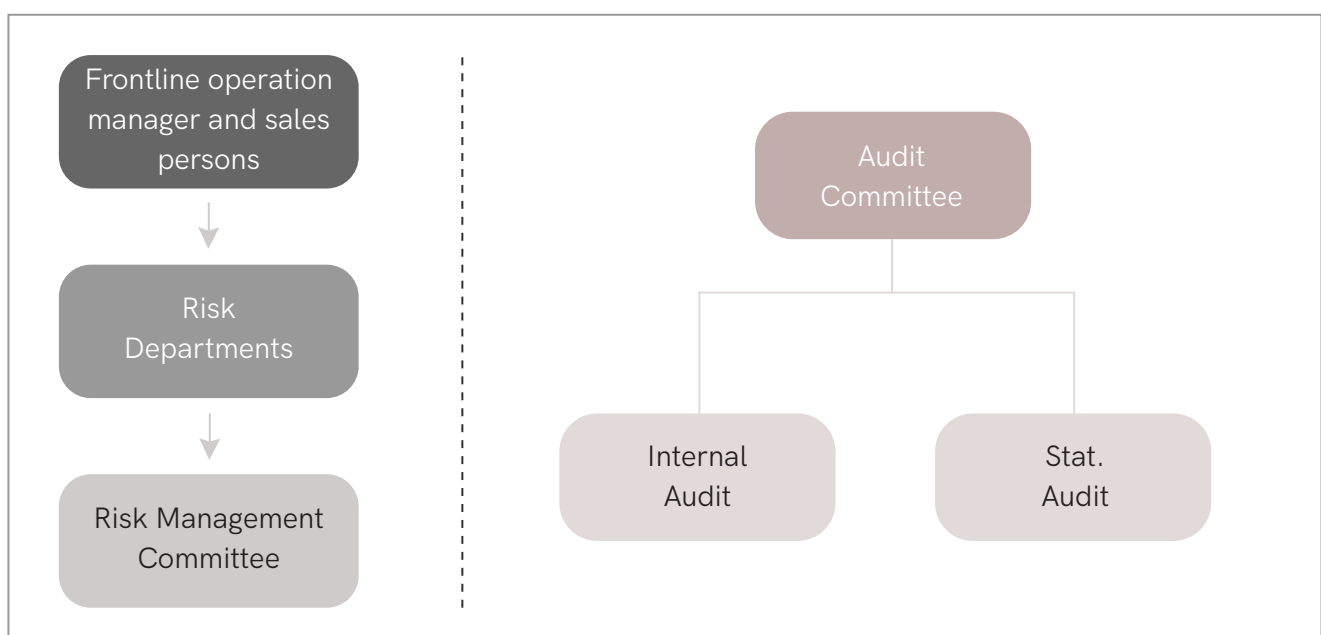 Frontline operation
manager and sales
persons
Risk
Departments
Risk Management
Committee
Audit
Committee
Internal
Audit
Stat.
Audit